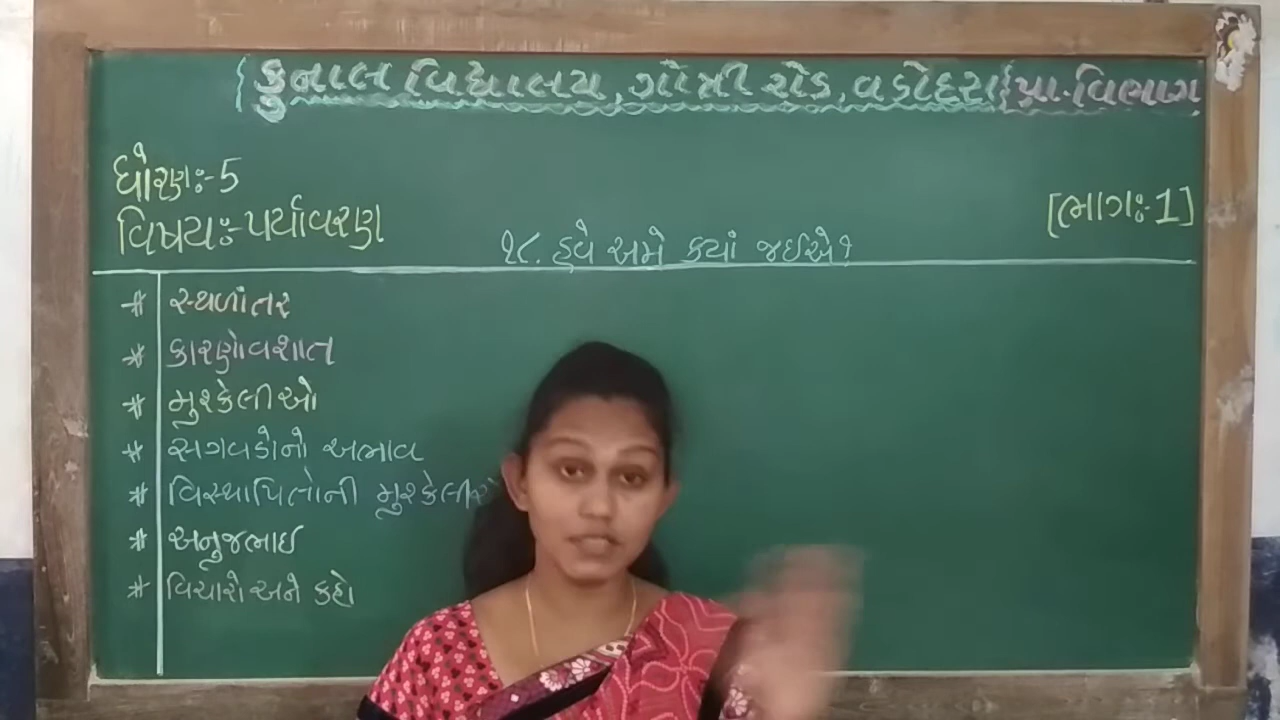 {કુનાલ વિદ્યાલય, ગોત્રી રોડ, વડોદરા{પ્રા.વિભાગ
ધોરણઃ-5
વિષયઃ-પર્યાવરણ
[ભાગઃ-1]
૧૮. હવે અમે ક્યાં જઈએ?
* સ્થળાંતર
* કારણોવશાત
* મુશ્કેલીઓ
* સગવડોનો અભાવ
* વિસ્થાપિતોની મુશ્કેલીઓ
* અનુજભાઈ
* વિચારો અને કહો